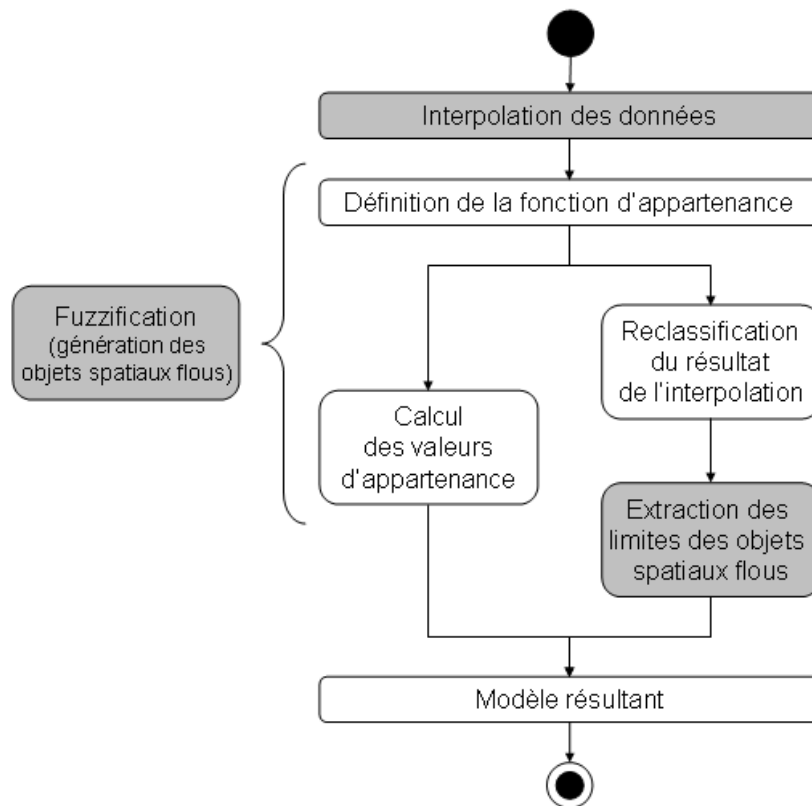 Interpolation des données
Définition de la fonction d'appartenance
Fuzzification
(génération des
objets spatiaux flous)
Reclassification
du résultat
de l'interpolation
Calcul
des valeurs
d'appartenance
Extraction des
limites des objets
spatiaux flous
Modèle résultant